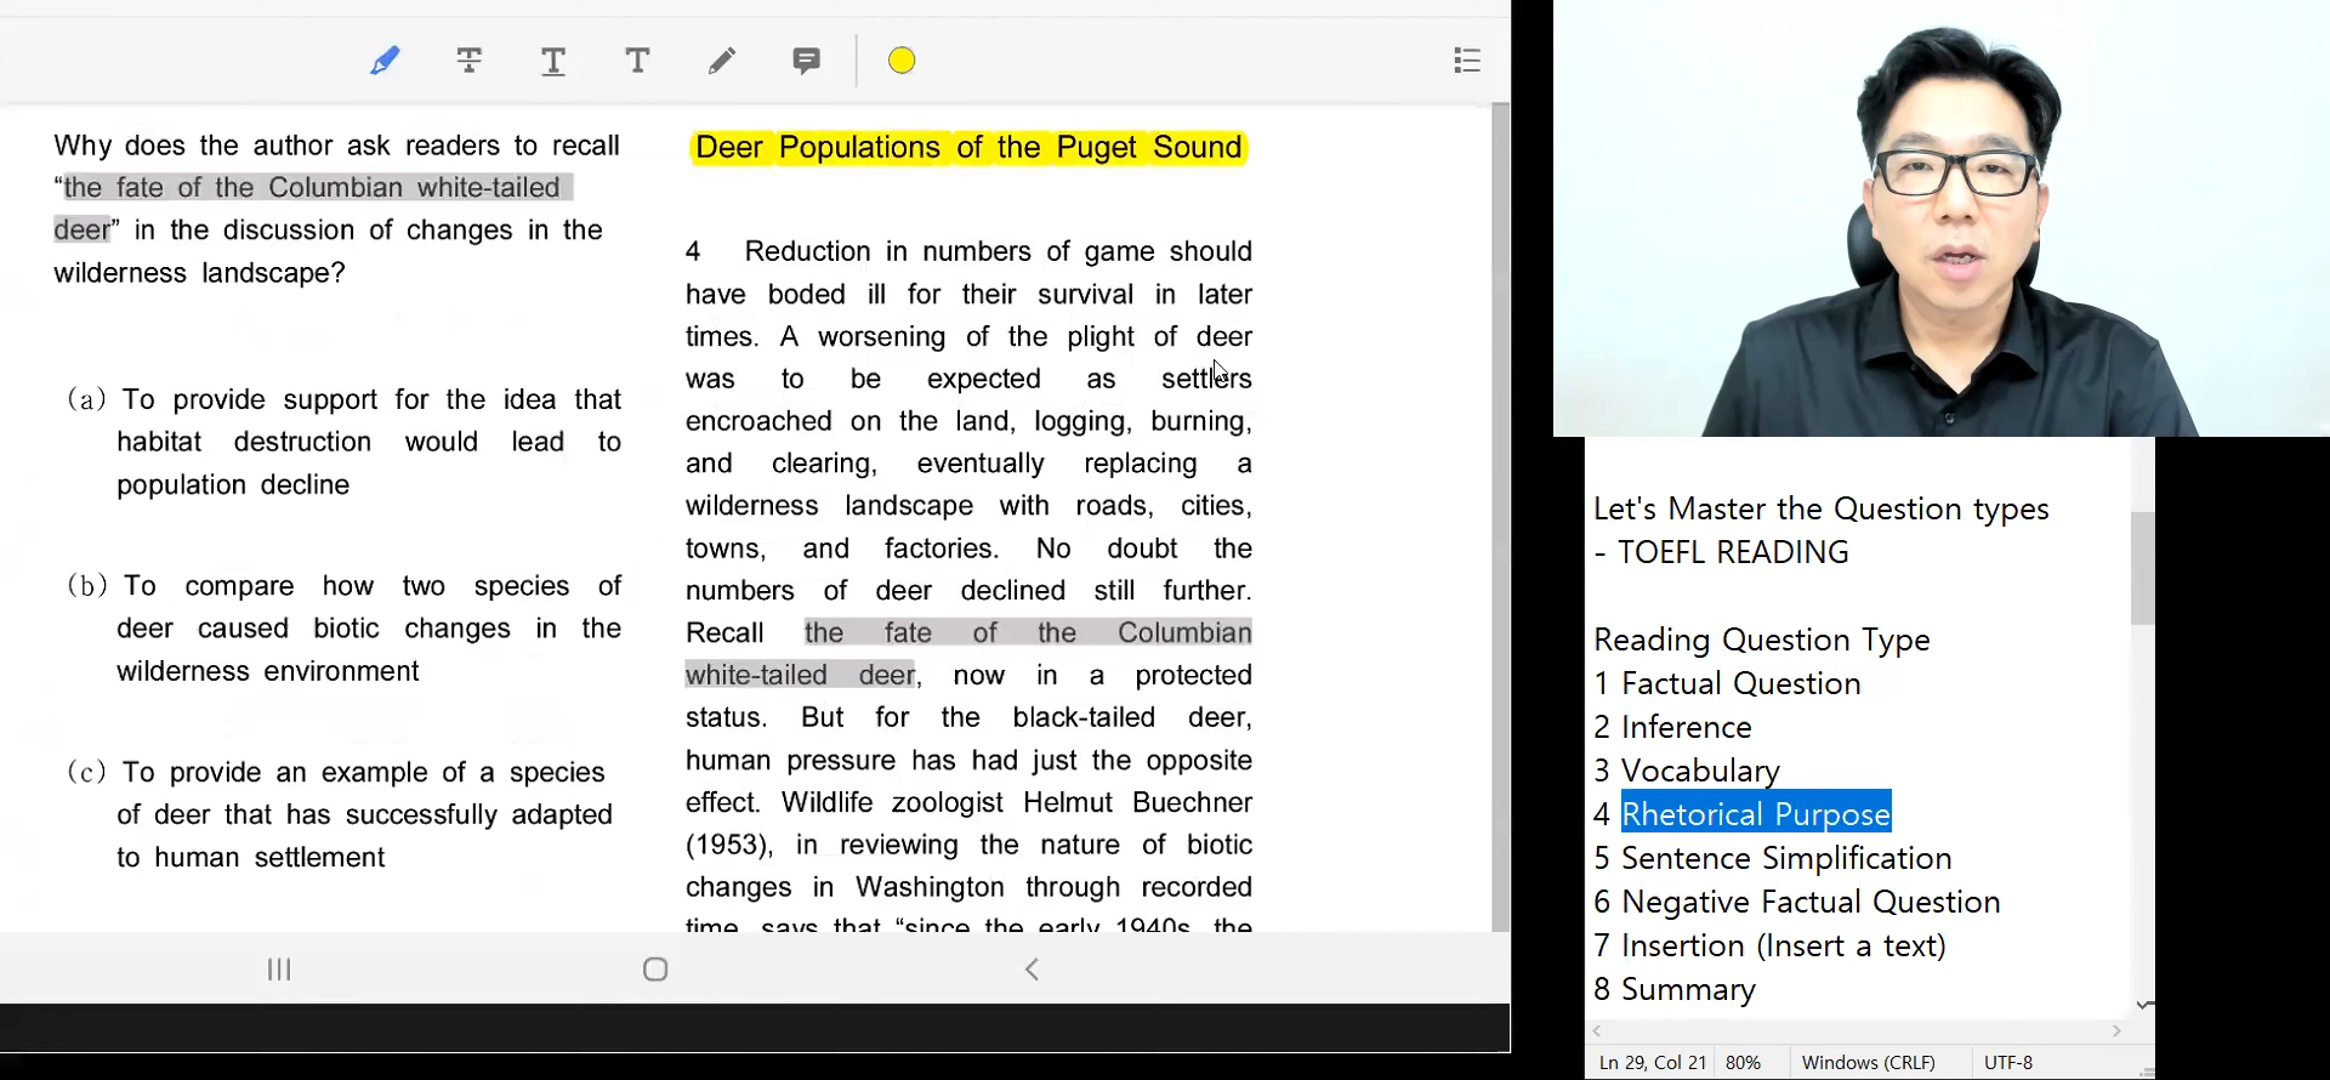 Why does the author ask readers to recall
“the fate of the Columbian white-tailed
deer” in the discussion of changes in the
wilderness landscape?
(a) To provide support for the idea that
habitat destruction would lead to
population decline
(b) To compare how two species of
deer caused biotic changes in the
wilderness environment
(c) To provide an example of a species
of deer that has successfully adapted
to human settlement
Deer Populations of the Puget Sound
4 Reduction in numbers of game should
have boded ill for their survival in later
times. A worsening of the plight of deer
was to be expected as settlers
encroached on the land, logging, burning,
and clearing, eventually replacing a
wilderness landscape with roads, cities,
towns, and factories. No doubt the
numbers of deer declined still further.
Recall the fate of the Columbian
white-tailed deer, now in a protected
status. But for the black-tailed deer,
human pressure has had just the opposite
effect. Wildlife zoologist Helmut Buechner
(1953), in reviewing the nature of biotic
changes in Washington through recorded
time, says that “since the early 1940s, the
Let's Master the Question types
- TOEFL READING
Reading Question Type
1 Factual Question
2 Inference
3 Vocabulary
4 Rhetorical Purpose
5 Sentence Simplification
6 Negative Factual Question
7 Insertion (Insert a text)
8 Summary
Ln 29, Col 21 80% Windows (CRLF) UTF-8